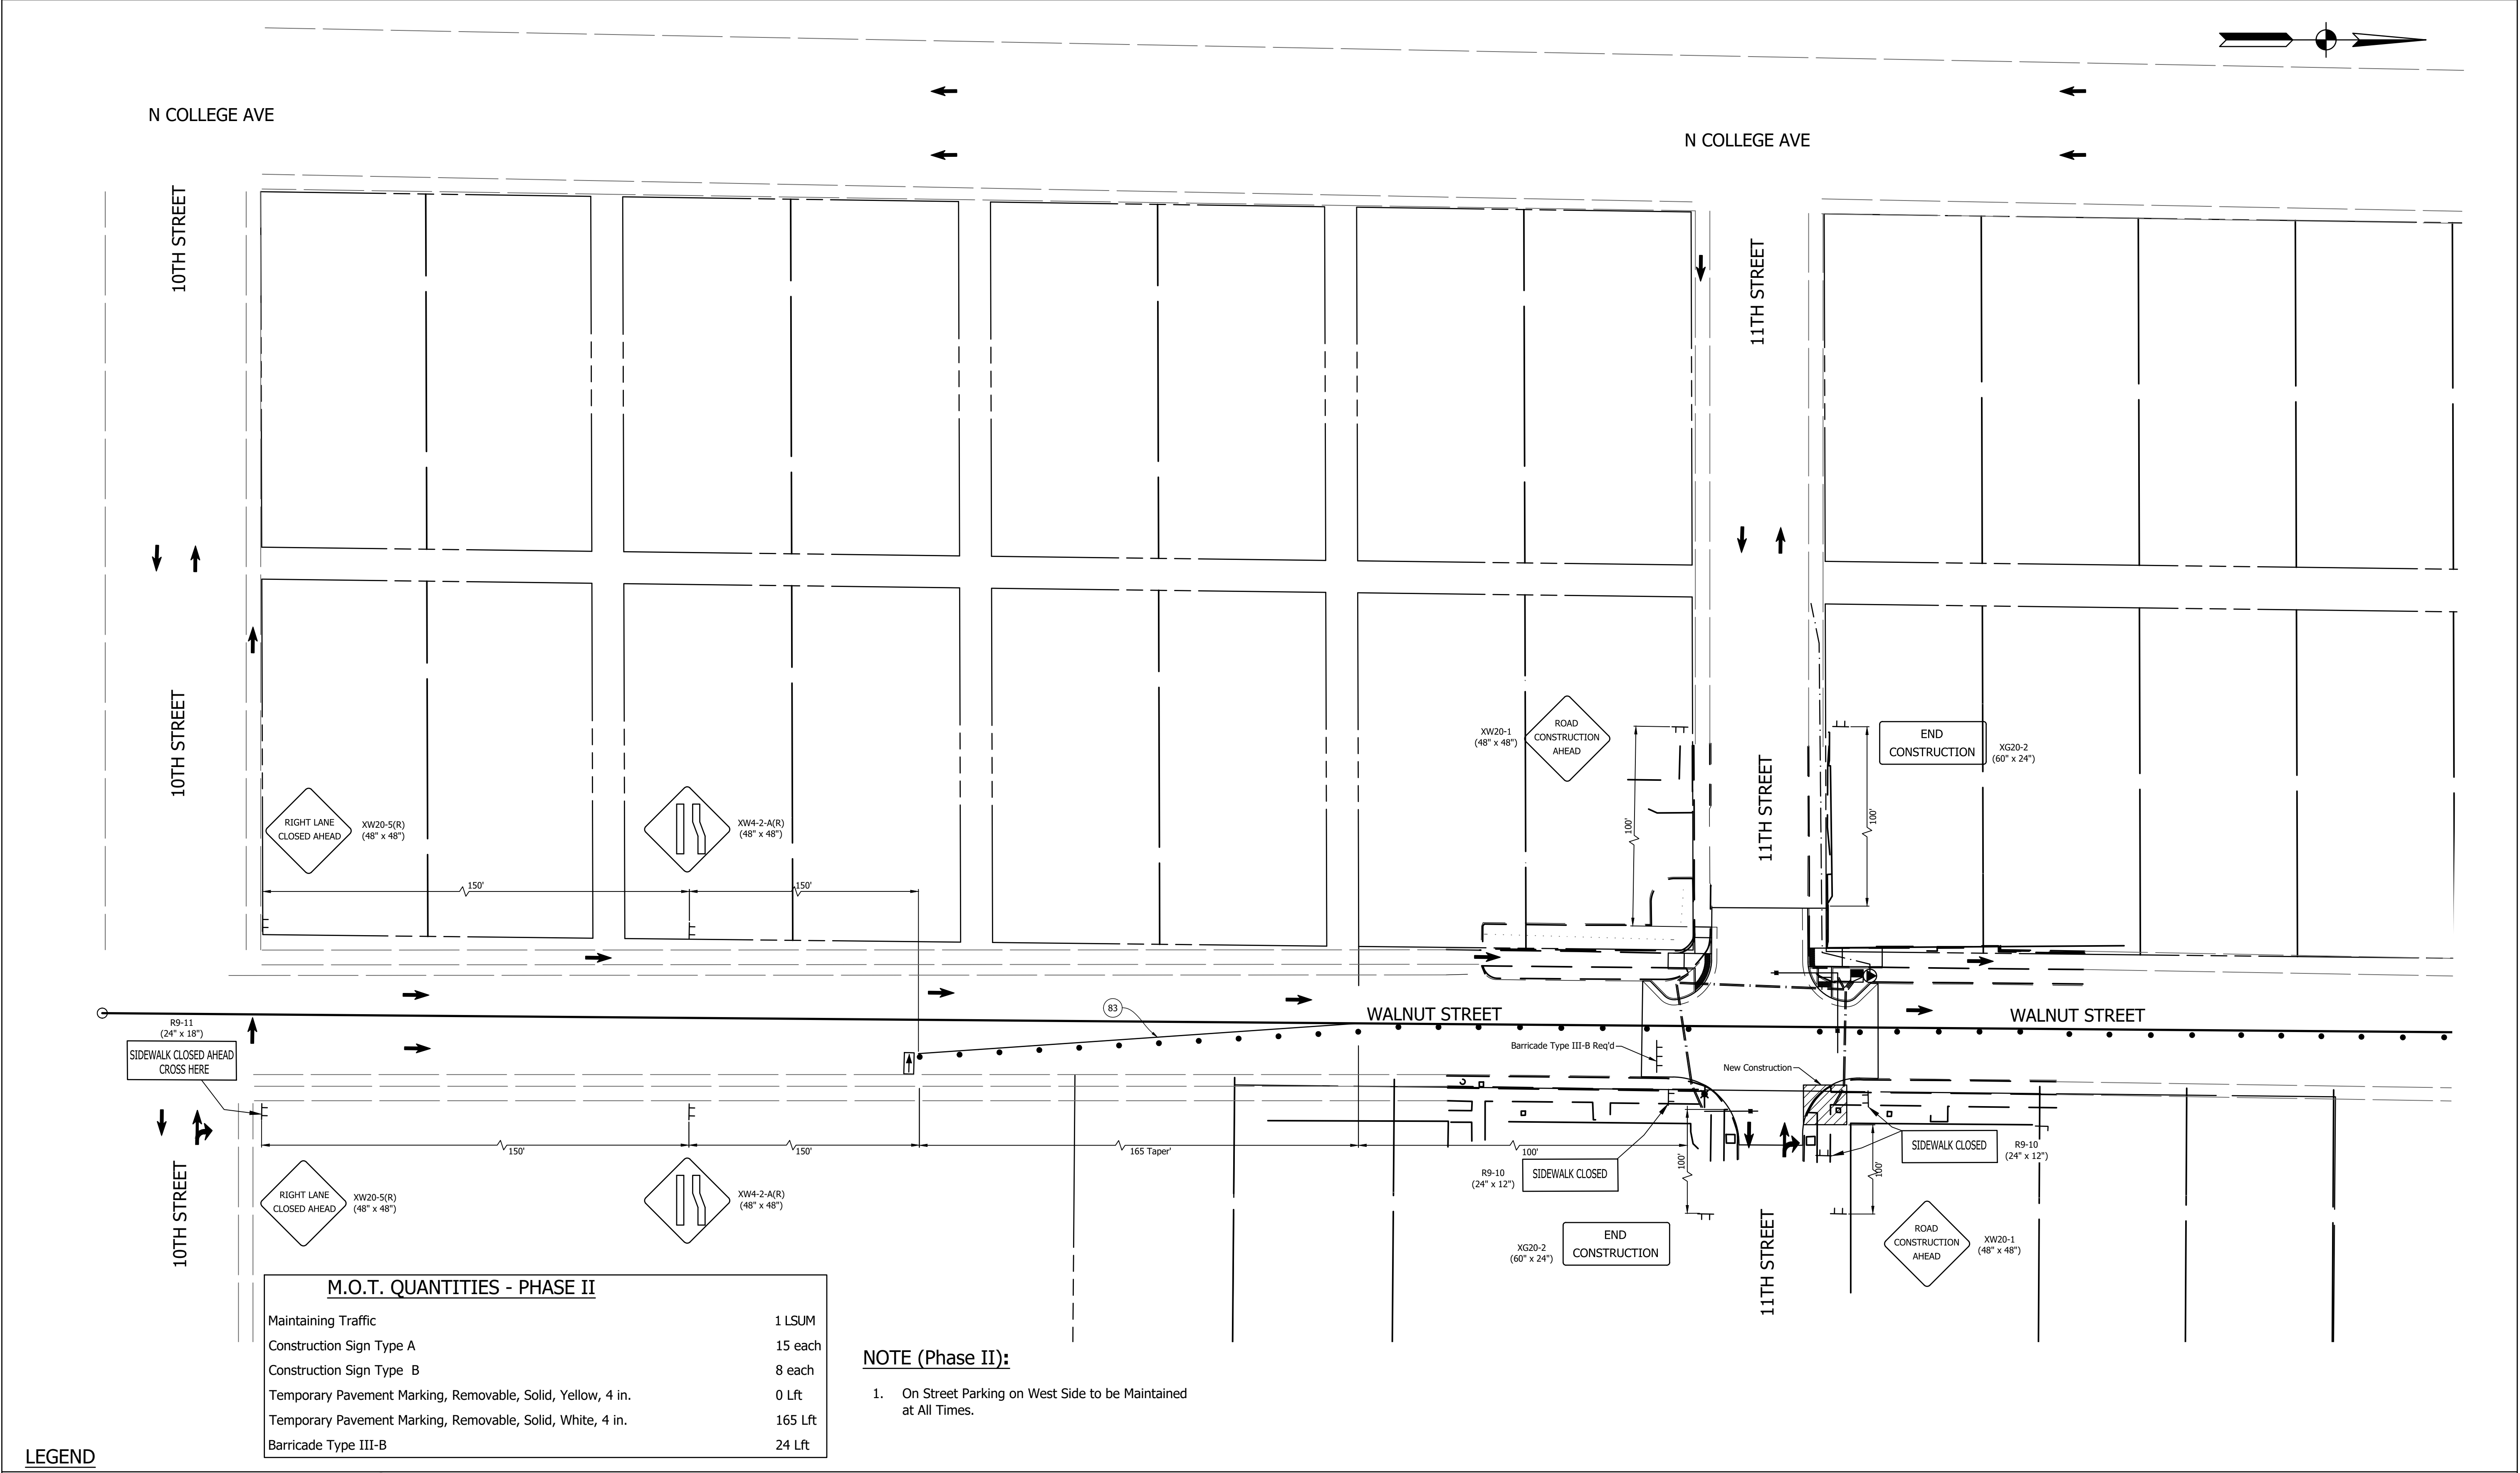 N COLLEGE AVE
N COLLEGE AVE
10TH STREET
11TH STREET
10TH STREET
11TH STREET
XW20-1
(48" x 48")
ROAD
CONSTRUCTION
AHEAD
100'
END
CONSTRUCTION
XG20-2
(60" x 24")
100'
RIGHT LANE
CLOSED AHEAD
XW20-5(R)
(48" x 48")
XW4-2-A(R)
(48" x 48")
150'
150'
83
WALNUT STREET
WALNUT STREET
R9-11
(24" x 18")
SIDEWALK CLOSED AHEAD
CROSS HERE
Barricade Type III-B Req'd
New Construction
150'
150'
165 Taper'
100'
R9-10
(24" x 12")
SIDEWALK CLOSED
100'
SIDEWALK CLOSED
R9-10
(24" x 12")
100'
10TH STREET
RIGHT LANE
CLOSED AHEAD
XW20-5(R)
(48" x 48")
XW4-2-A(R)
(48" x 48")
XG20-2
(60" x 24")
END
CONSTRUCTION
11TH STREET
ROAD
CONSTRUCTION
AHEAD
XW20-1
(48" x 48")
M.O.T. QUANTITIES - PHASE II
Maintaining Traffic 1 LSUM
Construction Sign Type A 15 each
Construction Sign Type B 8 each
Temporary Pavement Marking, Removable, Solid, Yellow, 4 in. 0 Lft
Temporary Pavement Marking, Removable, Solid, White, 4 in. 165 Lft
Barricade Type III-B 24 Lft
NOTE (Phase II):
1. On Street Parking on West Side to be Maintained
at All Times.
LEGEND